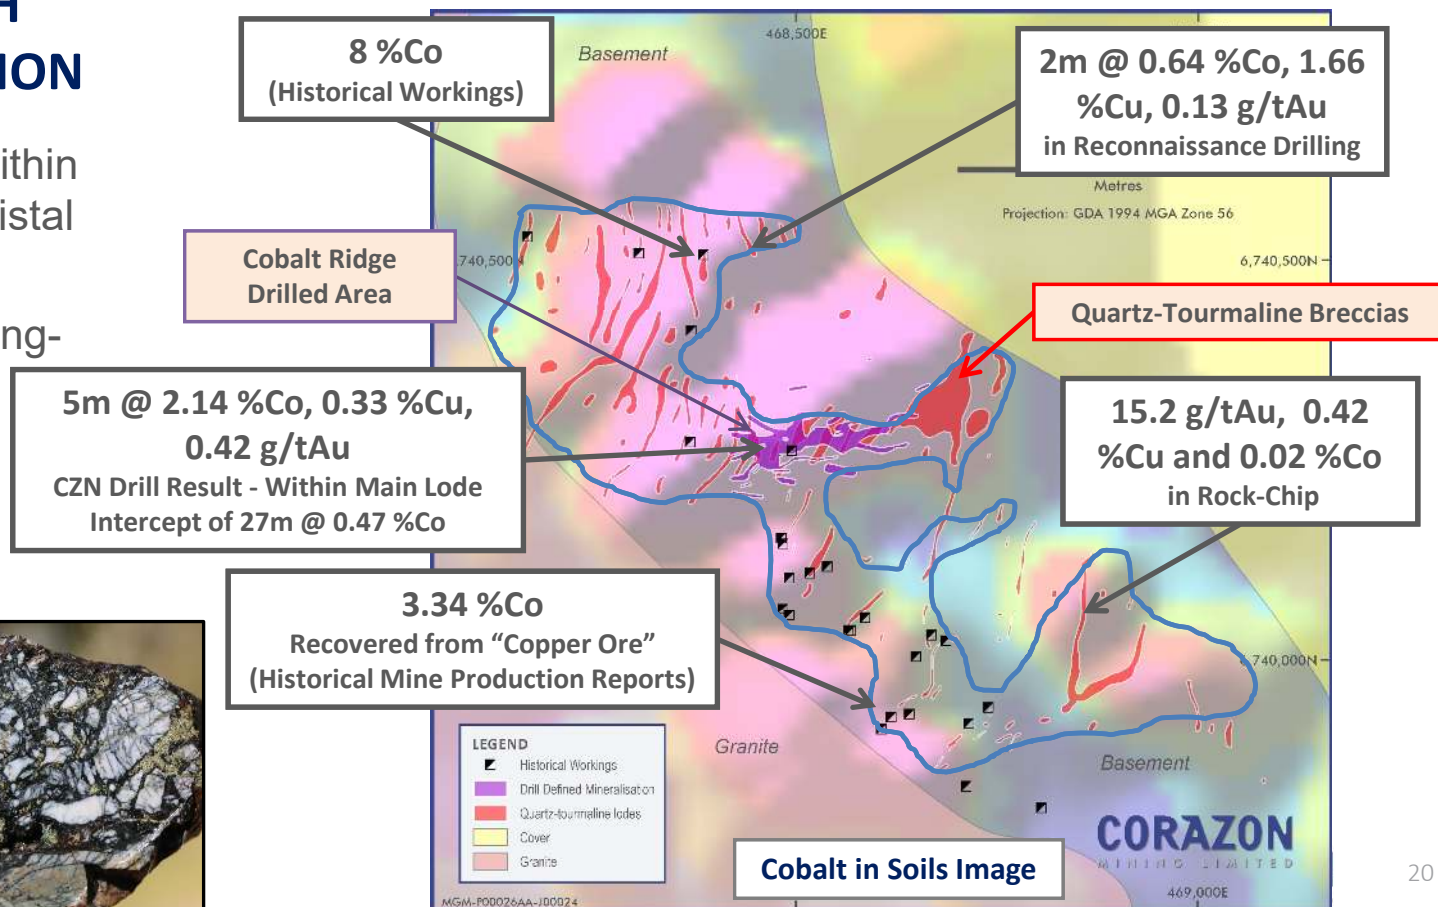 H
ION
ithin
istal
ng-
8 %Co
(Historical Workings)
Basement
468,500E
2m @ 0.64 %Co, 1.66
%Cu, 0.13 g/tAu
in Reconnaissance Drilling
Metres
Projection: GDA 1994 MGA Zone 56
Cobalt Ridge
Drilled Area
740,500N
6,740,500N
Quartz-Tourmaline Breccias
5m @ 2.14 %Co, 0.33 %Cu,
0.42 g/tAu
CZN Drill Result - Within Main Lode
Intercept of 27m @ 0.47 %Co
15.2 g/tAu, 0.42
%Cu and 0.02 %Co
in Rock-Chip
3.34 %Co
Recovered from “Copper Ore”
(Historical Mine Production Reports)
6,740,000N
Granite
Basement
LEGEND
Historical Workings
Drill Defined Mineralisation
Quartz-tourmaline lodes
Cover
Granite
CORAZON
MINING LIMITED
Cobalt in Soils Image
469,000E
MGM-P00026AA-J00024
20